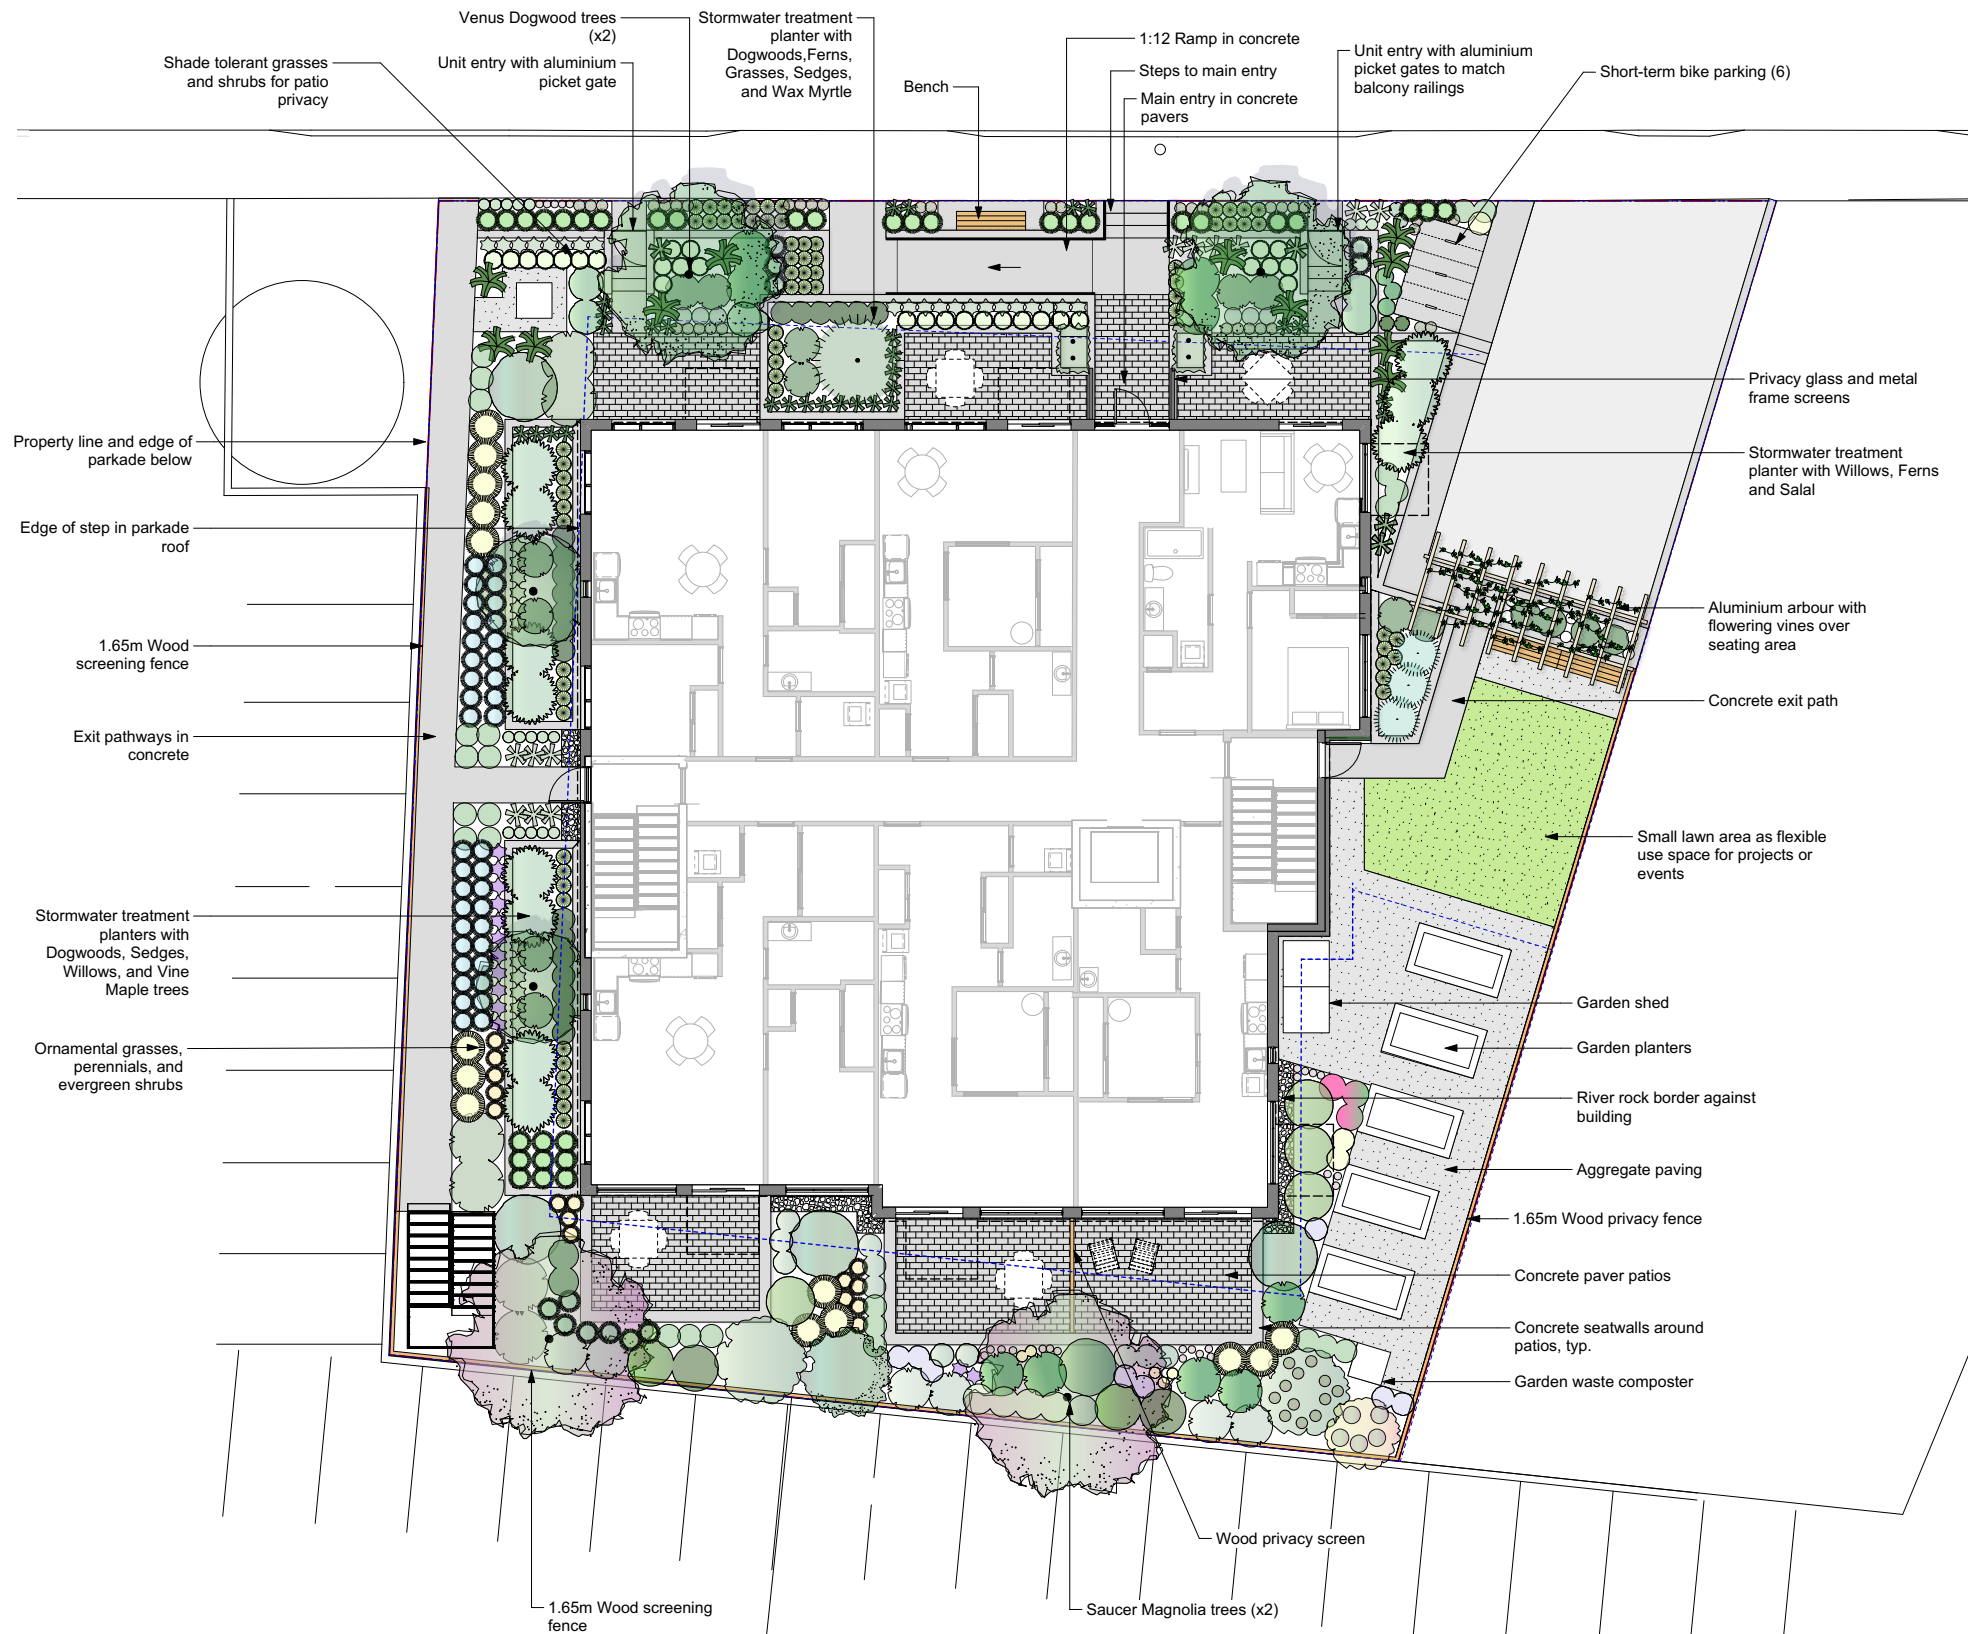 Venus Dogwood trees
(x2)
Stormwater treatment
planter with
Dogwoods,Ferns,
Grasses, Sedges,
and Wax Myrtle
Shade tolerant grasses
and shrubs for patio
privacy
Unit entry with aluminium
picket gate
Bench
1:12 Ramp in concrete
Steps to main entry
Main entry in concrete
pavers
Unit entry with aluminium
picket gates to match
balcony railings
Short-term bike parking (6)
Privacy glass and metal
frame screens
Property line and edge of
parkade below
Stormwater treatment
planter with Willows, Ferns
and Salal
Edge of step in parkade
roof
1.65m Wood
screening fence
Aluminium arbour with
flowering vines over
seating area
Concrete exit path
Exit pathways in
concrete
Small lawn area as flexible
use space for projects or
events
Stormwater treatment
planters with
Dogwoods, Sedges,
Willows, and Vine
Maple trees
Garden shed
Garden planters
Ornamental grasses,
perennials, and
evergreen shrubs
River rock border against
building
Aggregate paving
1.65m Wood privacy fence
Concrete paver patios
Concrete seatwalls around
patios, typ.
Garden waste composter
Wood privacy screen
1.65m Wood screening
fence
Saucer Magnolia trees (x2)